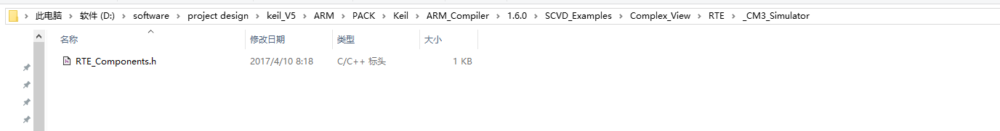 此电脑 > 软件 (D:) > software > project design > keil_V5 > ARM > PACK > Keil > ARM_Compiler > 1.6.0 > SCVD_Examples > Complex_View > RTE > _CM3_Simulator
名称 修改日期 类型 大小
RTE_Components.h 2017/4/10 8:18 C/C++ 标头 1 KB